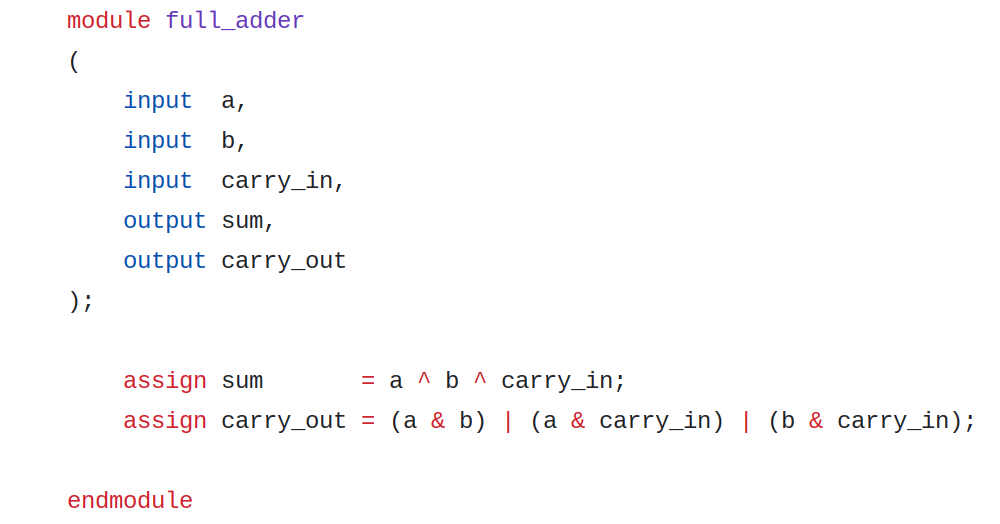 module full_adder
(
    input  a,
    input  b,
    input  carry_in,
    output sum,
    output carry_out
);
    assign sum       = a ^ b ^ carry_in;
    assign carry_out = (a & b) | (a & carry_in) | (b & carry_in);
endmodule